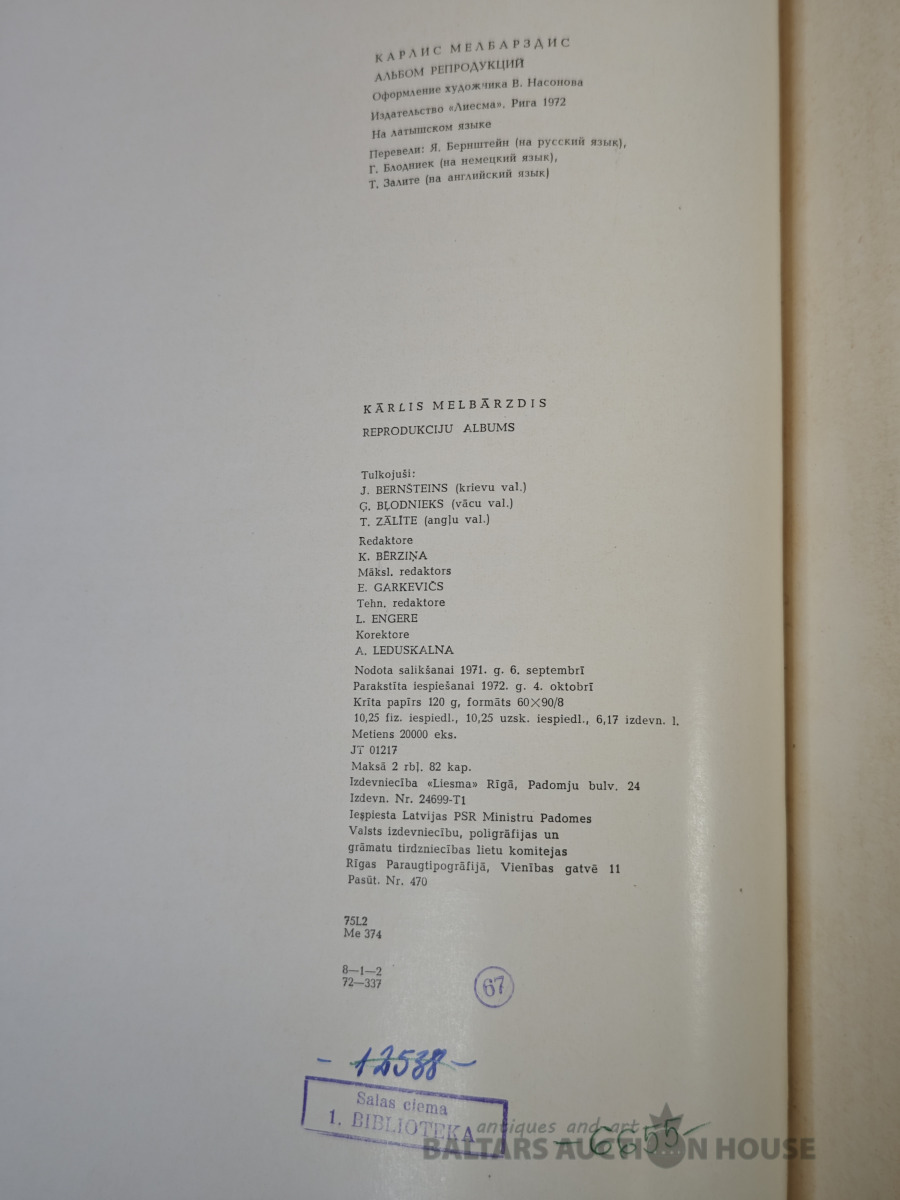 КАРЛИС МЕЛБАРЗДИС
АЛЬБОМ РЕПРОДУКЦИЙ
Оформление художчика В. Насонова
Издательство «Лиесма», Рига 1972
На латышском языке
Перевели: Я. Бернштейн (на русский язык),
Г. Блодниек (на немецкий язык),
Т. Залите (на английский язык)
KĀRLIS MELBĀRZDIS
REPRODUKCIJU ALBUMS
Tulkojuši:
J. BERNŠTEINS (krievu val.)
Ģ. BĻODNIEKS (vācu val.)
T. ZĀLĪTE (angļu val.)
Redaktore
K. BĒRZIŅA
Māksl. redaktors
E. GARKEVIČS
Tehn. redaktore
L. ENGERE
Korektore
A. LEDUSKALNA
Nodota salikšanai 1971. g. 6. septembrī
Parakstīta iespiešanai 1972. g. 4. oktobrī
Krīta papīrs 120 g, formāts 60×90/8
10,25 fiz. iespiedl., 10,25 uzsk. iespiedl., 6,17 izdevn. l.
Metiens 20000 eks.
JT 01217
Maksā 2 rbļ. 82 kap.
Izdevniecība «Liesma» Rīgā, Padomju bulv. 24
Izdevn. Nr. 24699-T1
Iespiesta Latvijas PSR Ministru Padomes
Valsts izdevniecību, poligrāfijas un
grāmatu tirdzniecības lietu komitejas
Rīgas Paraugtipogrāfijā, Vienības gatvē 11
Pasūt. Nr. 470
75L2
Me 374
8—1—2
72—337
67
- 12538 -
Salas ciema
1. BIBLIOTEKA
- 6655 -
antiques and art
BALTARS AUCTION HOUSE